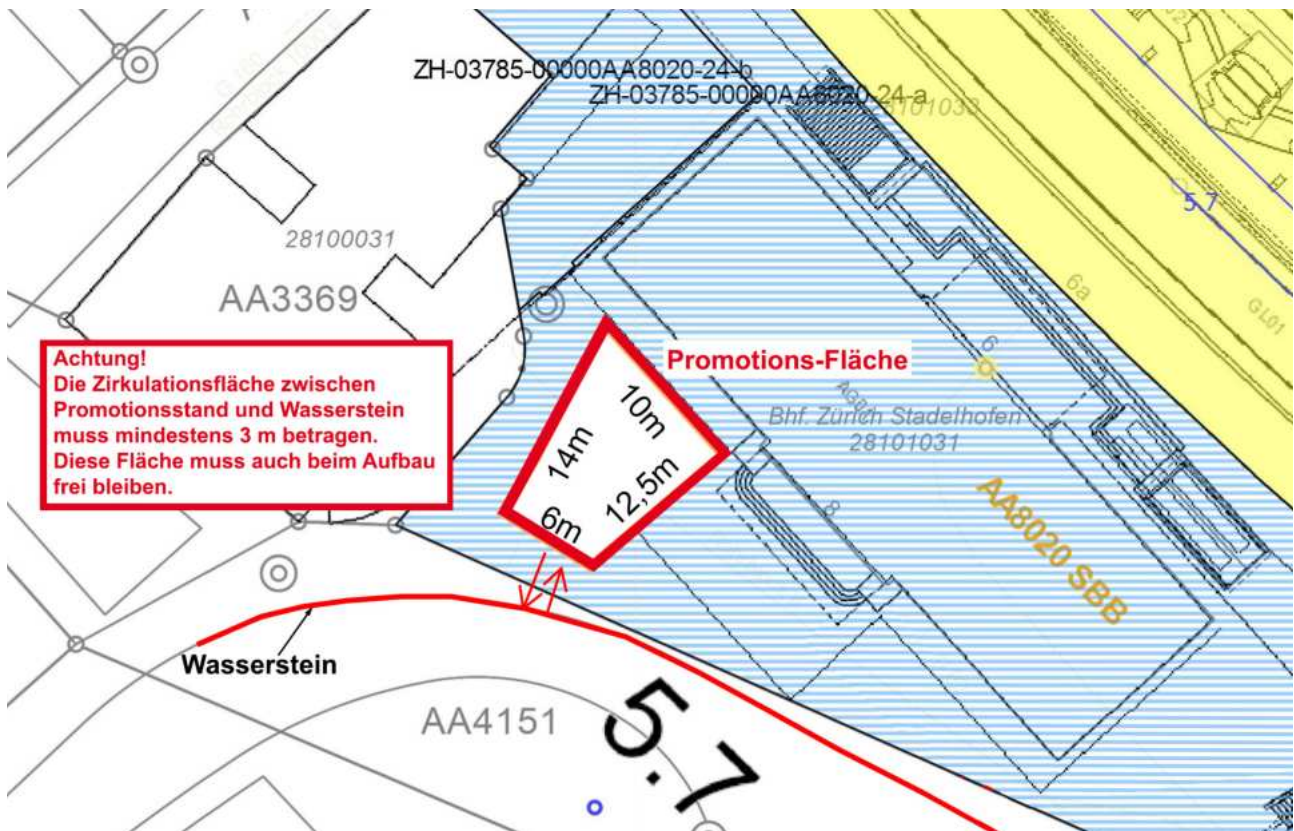 ZH-03785-00000AA8020-24-b
ZH-03785-00000AA8020-24-a
28101033
5.7
28100031
AA3369
6a
GL01
6
Achtung!
Die Zirkulationsfläche zwischen
Promotionsstand und Wasserstein
muss mindestens 3 m betragen.
Diese Fläche muss auch beim Aufbau
frei bleiben.
Promotions-Fläche
10m
14m
12,5m
6m
Bhf. Zürich Stadelhofen
28101031
8
AA8020 SBB
Wasserstein
AA4151
5.7